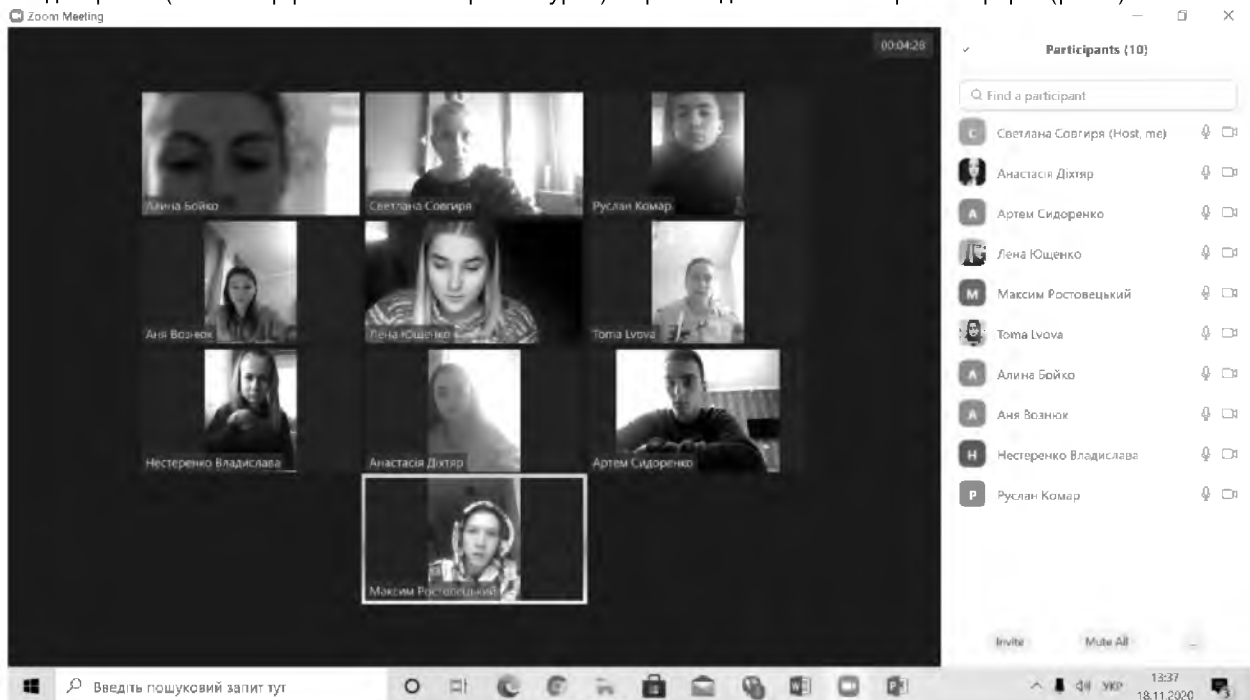 Zoom Meeting
00:04:28
Алина Бойко
Светлана Совгиря
Руслан Комар
Аня Вознюк
Лена Ющенко
Toma Lvova
Нестеренко Владислава
Анастасія Діхтяр
Артем Сидоренко
Максим Ростовецький
Participants (10)
Find a participant
С Светлана Совгиря (Host, me)
Анастасія Діхтяр
А Артем Сидоренко
Лена Ющенко
М Максим Ростовецький
Toma Lvova
А Алина Бойко
А Аня Вознюк
Н Нестеренко Владислава
Р Руслан Комар
Invite Mute All ...
Введіть пошуковий запит тут
УКР
13:37
18.11.2020
3